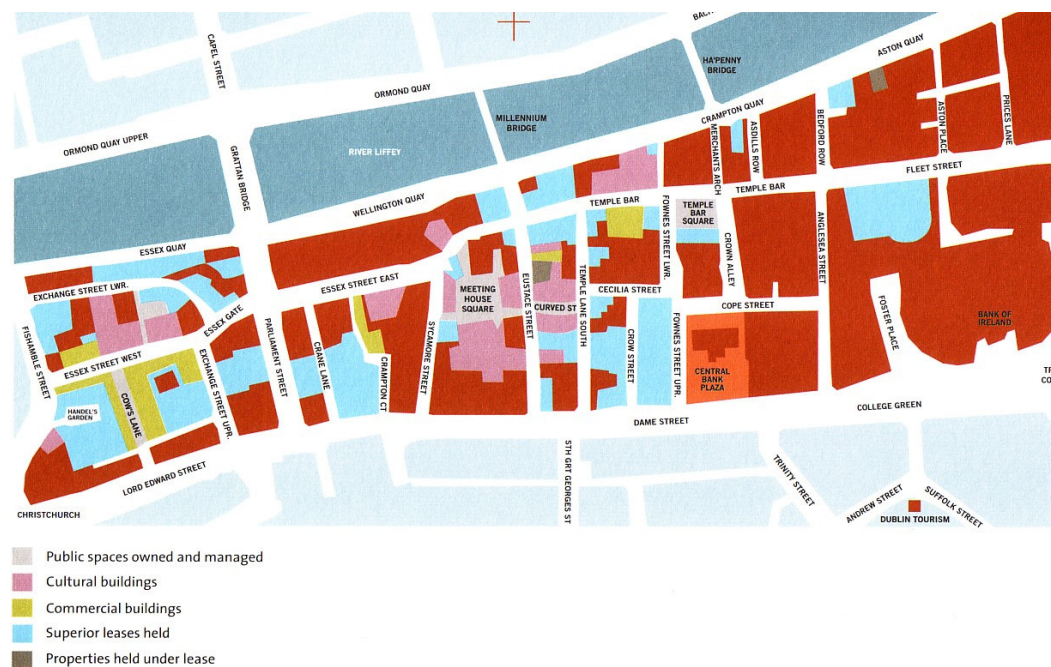 BACH
CAPEL STREET
ASTON QUAY
HA'PENNY
BRIDGE
ORMOND QUAY
CRAMPTON QUAY
MILLENNIUM
BRIDGE
ORMOND QUAY UPPER
RIVER LIFFEY
GRATTAN BRIDGE
MERCHANTS ARCH
ASDILLS ROW
BEDFORD ROW
ASTON PLACE
PRICES LANE
FLEET STREET
WELLINGTON QUAY
TEMPLE BAR
TEMPLE BAR
TEMPLE
BAR
SQUARE
FOWNES STREET LWR.
CROWN ALLEY
ANGLESEA STREET
ESSEX QUAY
EXCHANGE STREET LWR.
ESSEX STREET EAST
MEETING
HOUSE
SQUARE
EUSTACE STREET
CURVED ST
TEMPLE LANE SOUTH
CECILIA STREET
COPE STREET
FOSTER PLACE
BANK OF
IRELAND
ESSEX GATE
FISHAMBLE STREET
ESSEX STREET WEST
PARLIAMENT STREET
CRANE LANE
CRAMPTON CT
SYCAMORE STREET
CROW STREET
FOWNES STREET UPR.
CENTRAL
BANK
PLAZA
TR
CO
EXCHANGE STREET UPR.
COW'S LANE
HANDEL'S
GARDEN
DAME STREET
COLLEGE GREEN
LORD EDWARD STREET
STH GRT GEORGES ST
TRINITY STREET
ANDREW STREET
SUFFOLK STREET
CHRISTCHURCH
DUBLIN TOURISM
Public spaces owned and managed
Cultural buildings
Commercial buildings
Superior leases held
Properties held under lease